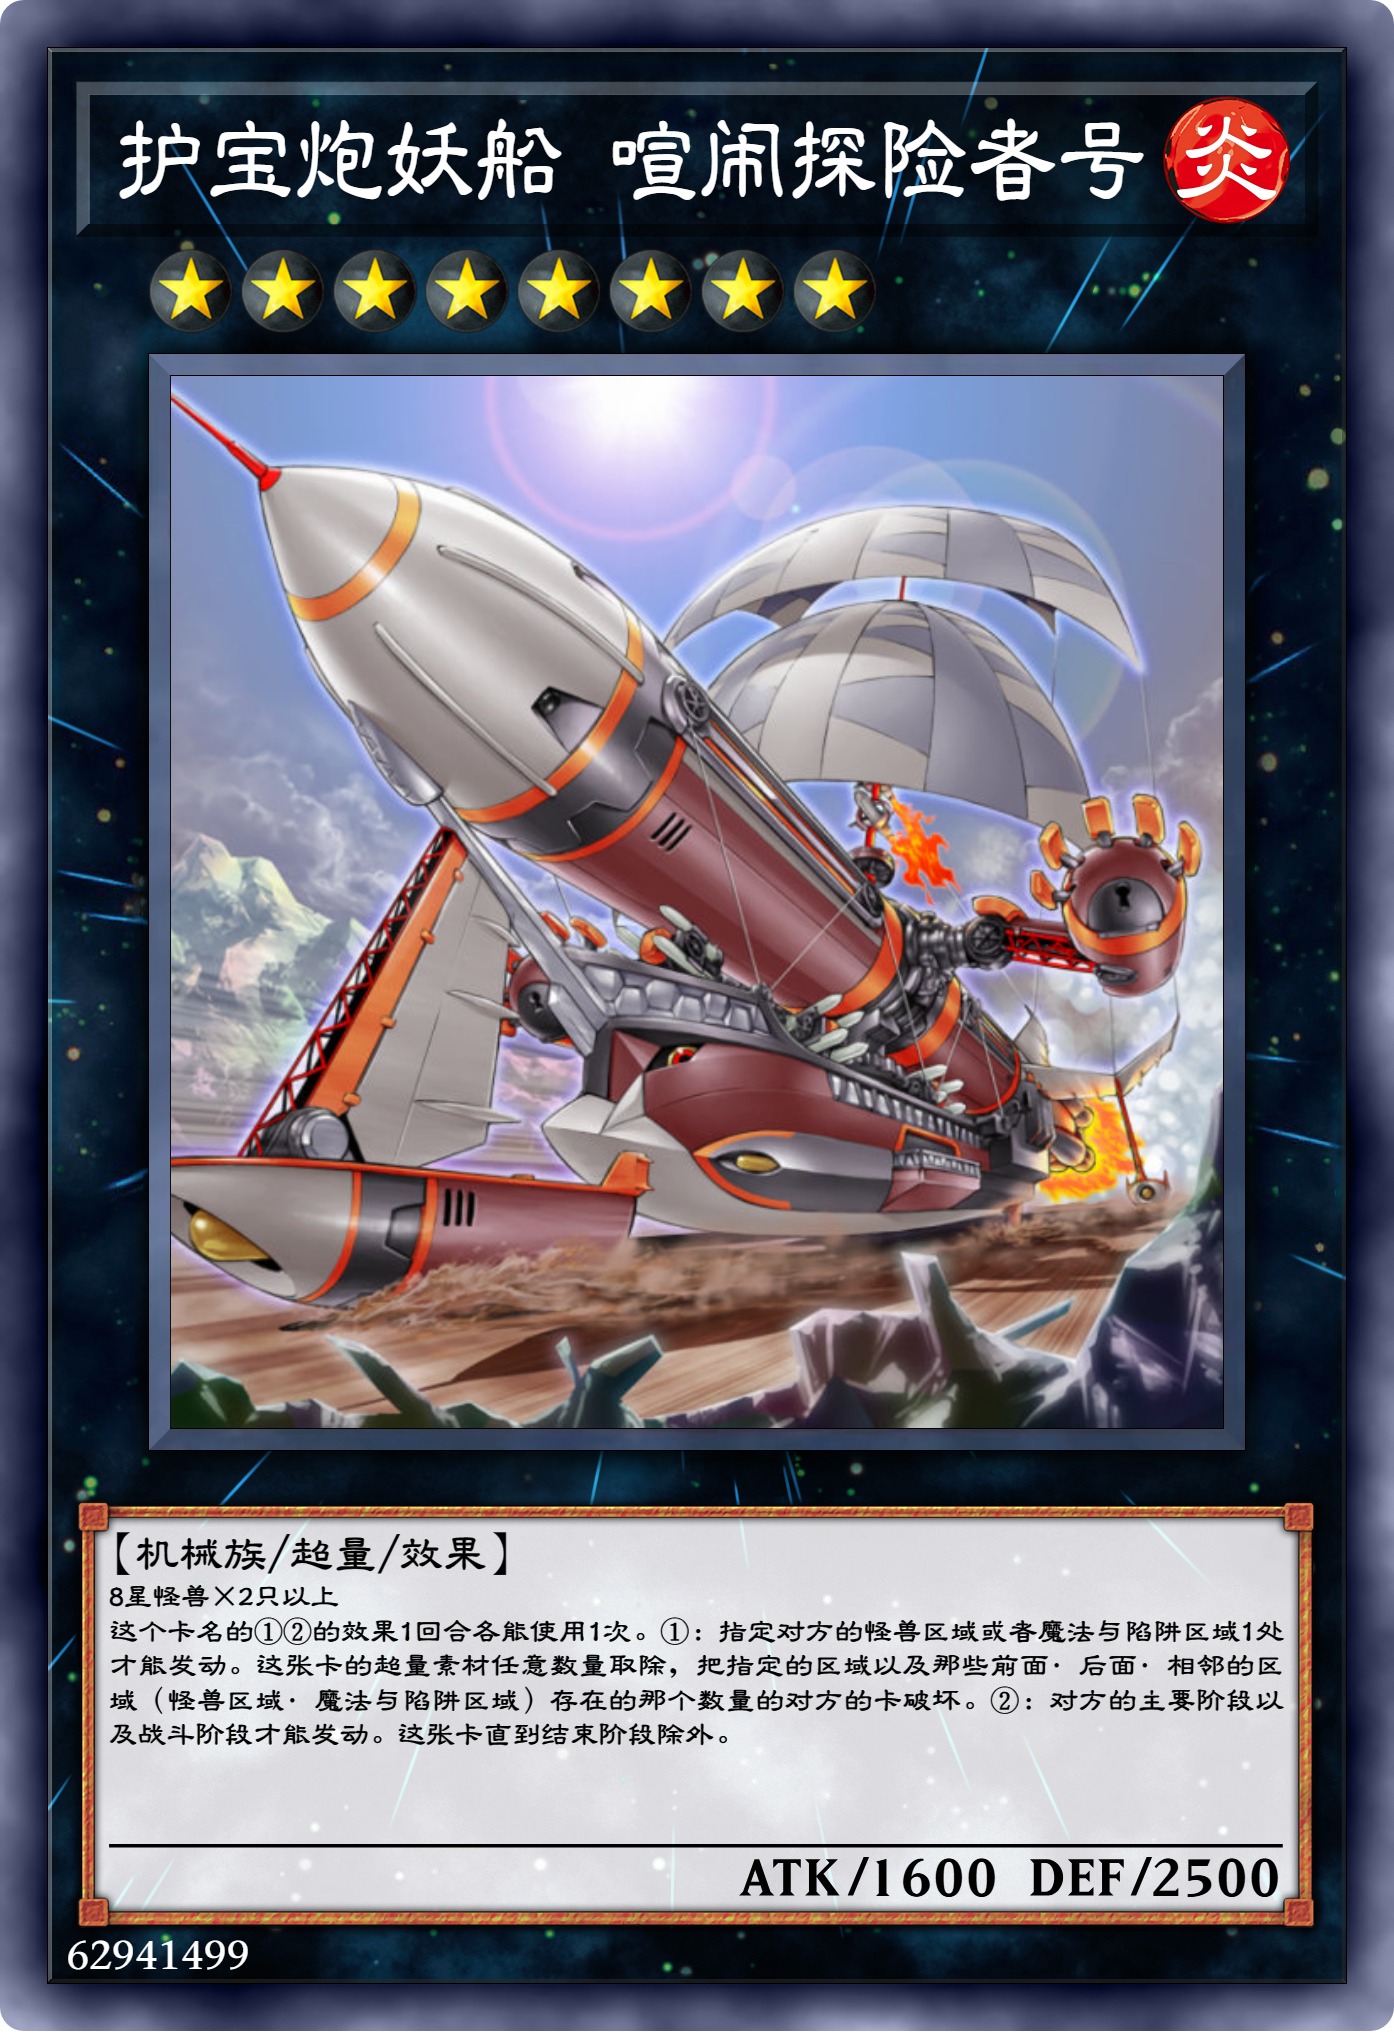 护宝炮妖船 喧闹探险者号 炎
【机械族/超量/效果】
8星怪兽×2只以上
这个卡名的①②的效果1回合各能使用1次。①：指定对方的怪兽区域或者魔法与陷阱区域1处
才能发动。这张卡的超量素材任意数量取除，把指定的区域以及那些前面·后面·相邻的区
域（怪兽区域·魔法与陷阱区域）存在的那个数量的对方的卡破坏。②：对方的主要阶段以
及战斗阶段才能发动。这张卡直到结束阶段除外。
ATK/1600 DEF/2500
62941499